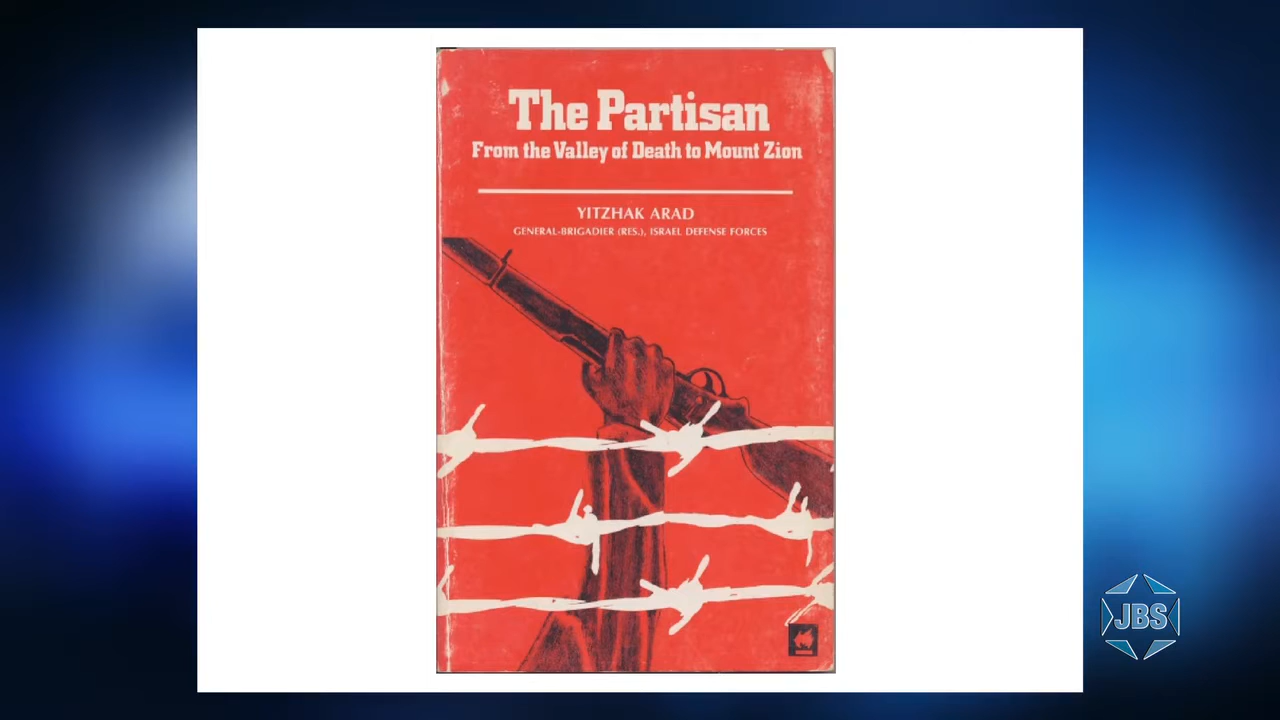 The Partisan
From the Valley of Death to Mount Zion
YITZHAK ARAD
GENERAL-BRIGADIER (RES.), ISRAEL DEFENSE FORCES
JBS